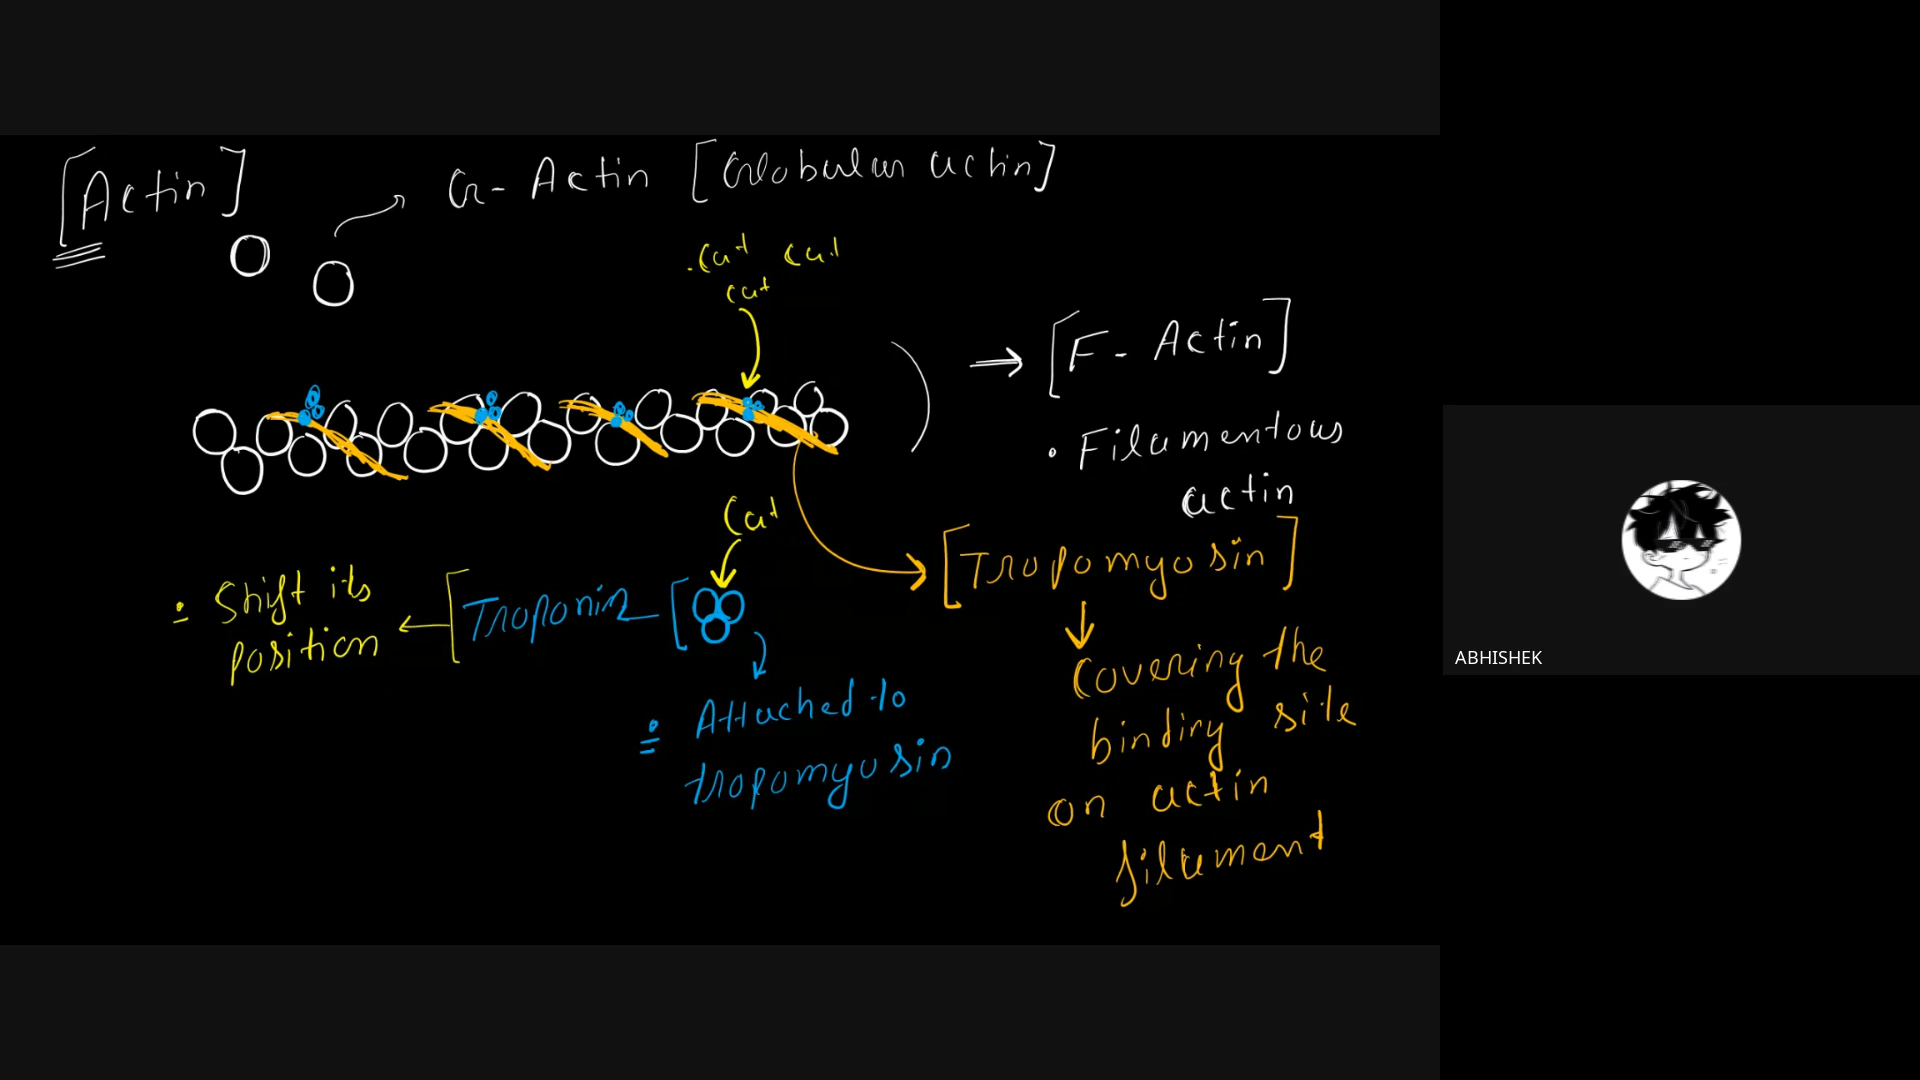 [Actin]
G-Actin [Globular actin]
Ca+ Ca+
Ca+
⇒ [F-Actin]
• Filamentous
actin
Ca+
[Tropomyosin]
Shift its
position
← [Troponin - [
Covering the
binding site
on actin
filament
Attached to
tropomyosin
ABHISHEK